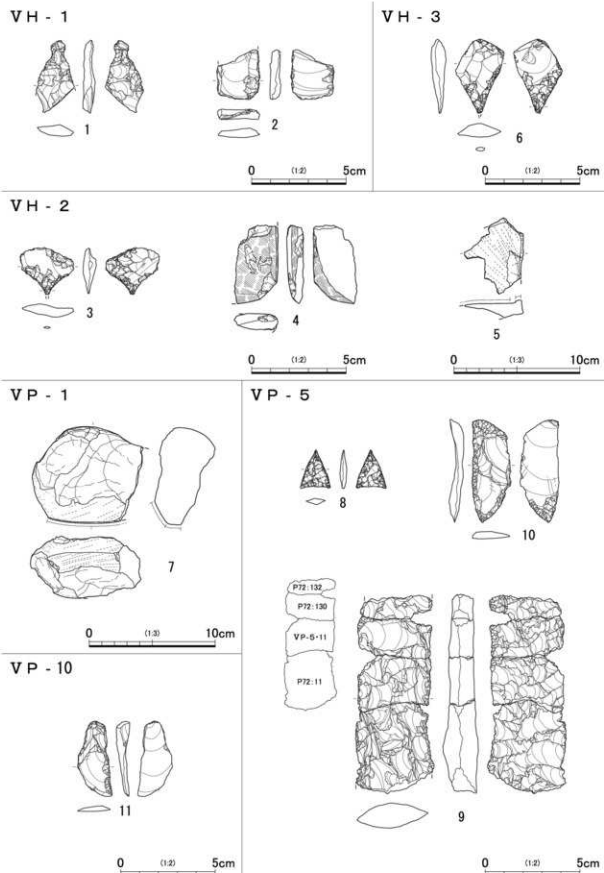 VH-1
1
2
0 (1:2) 5cm
VH-3
6
0 (1:2) 5cm
VH-2
3
4
0 (1:2) 5cm
5
0 (1:3) 10cm
VP-1
7
0 (1:3) 10cm
VP-5
8
10
P72:132
P72:130
VP-5・11
P72:11
9
0 (1:2) 5cm
VP-10
11
0 (1:2) 5cm